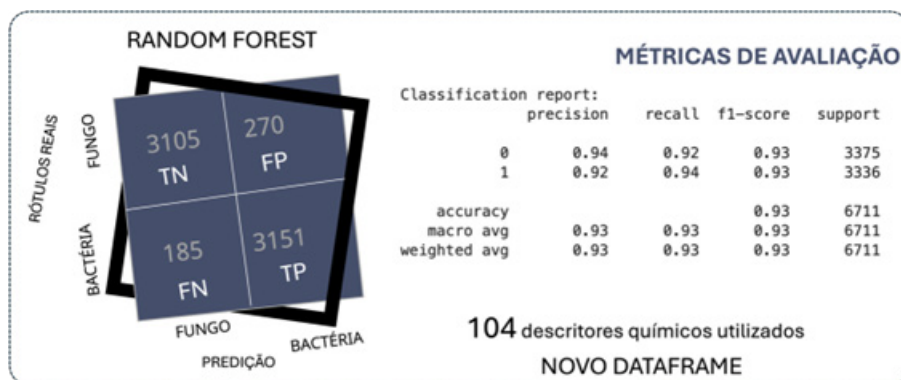 RANDOM FOREST
RÓTULOS REAIS
FUNGO
BACTÉRIA
3105
TN
270
FP
185
FN
3151
TP
FUNGO
BACTÉRIA
PREDIÇÃO
MÉTRICAS DE AVALIAÇÃO
Classification report:
precision recall f1-score support
0 0.94 0.92 0.93 3375
1 0.92 0.94 0.93 3336
accuracy 0.93 6711
macro avg 0.93 0.93 0.93 6711
weighted avg 0.93 0.93 0.93 6711
104 descritores químicos utilizados
NOVO DATAFRAME